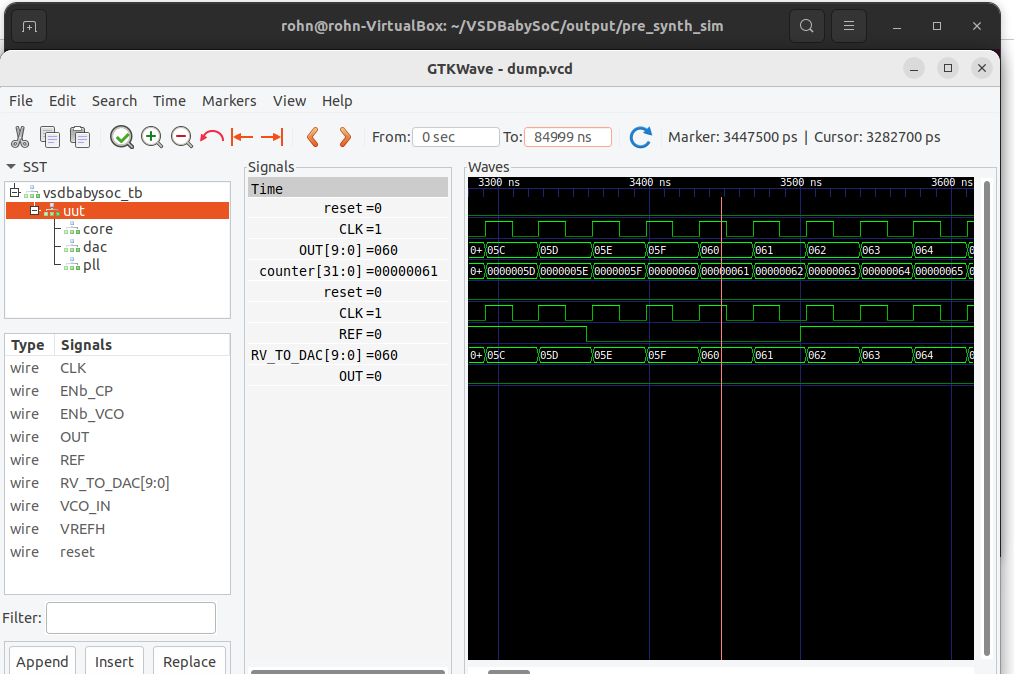 rohn@rohn-VirtualBox: ~/VSDBabySoC/output/pre_synth_sim
GTKWave - dump.vcd
File Edit Search Time Markers View Help
From: 0 sec To: 84999 ns Marker: 3447500 ps | Cursor: 3282700 ps
SST
vsdbabysoc_tb
uut
core
dac
pll
Type Signals
wire CLK
wire ENb_CP
wire ENb_VCO
wire OUT
wire REF
wire RV_TO_DAC[9:0]
wire VCO_IN
wire VREFH
wire reset
Filter:
Append Insert Replace
Signals
Time
reset=0
CLK=1
OUT[9:0]=060
counter[31:0]=00000061
reset=0
CLK=1
REF=0
RV_TO_DAC[9:0]=060
OUT=0
Waves
3300 ns 3400 ns 3500 ns 3600 ns
0+ 05C 05D 05E 05F 060 061 062 063 064
0+ 0000005D 0000005E 0000005F 00000060 00000061 00000062 00000063 00000064 00000065
0+ 05C 05D 05E 05F 060 061 062 063 064